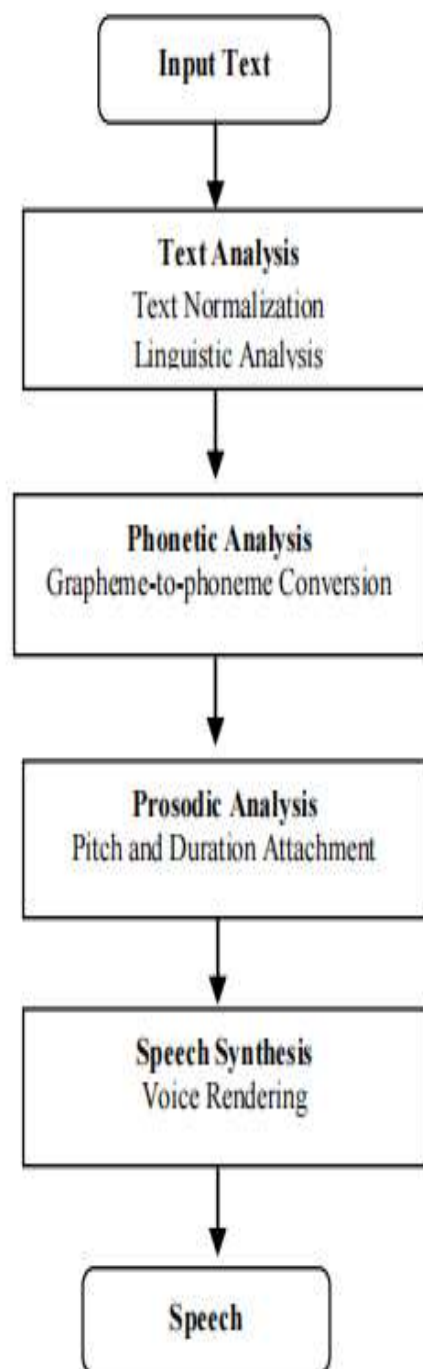 Input Text
Text Analysis
Text Normalization
Linguistic Analysis
Phonetic Analysis
Grapheme-to-phoneme Conversion
Prosodic Analysis
Pitch and Duration Attachment
Speech Synthesis
Voice Rendering
Speech